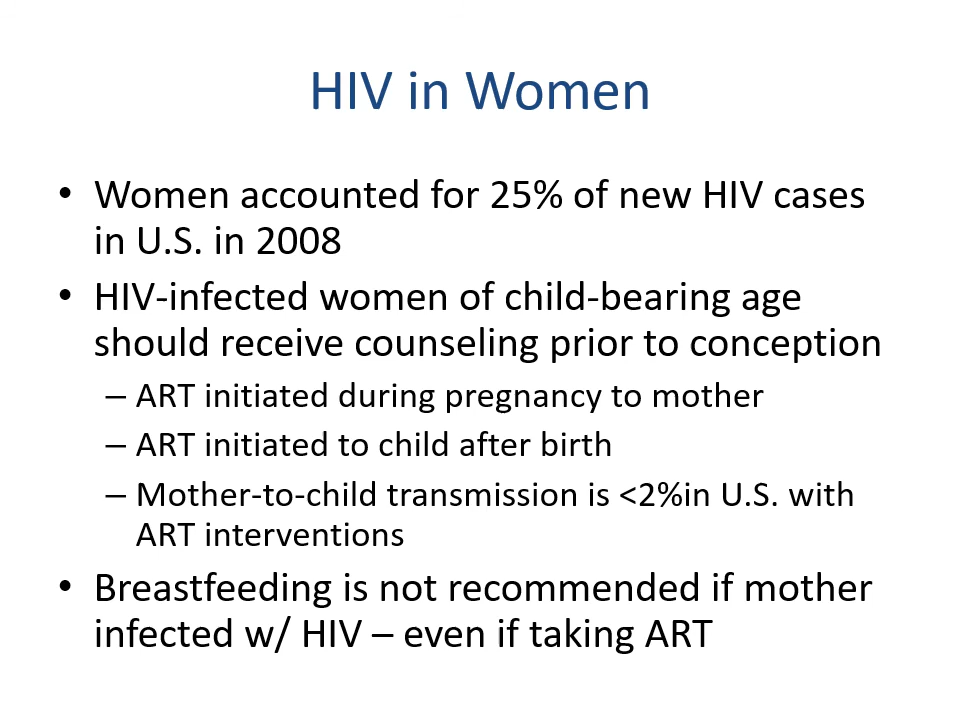 HIV in Women
• Women accounted for 25% of new HIV cases
in U.S. in 2008
• HIV-infected women of child-bearing age
should receive counseling prior to conception
– ART initiated during pregnancy to mother
– ART initiated to child after birth
– Mother-to-child transmission is <2%in U.S. with
ART interventions
• Breastfeeding is not recommended if mother
infected w/ HIV – even if taking ART